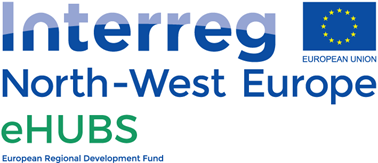 Interreg
EUROPEAN UNION
North-West Europe
eHUBS
European Regional Development Fund